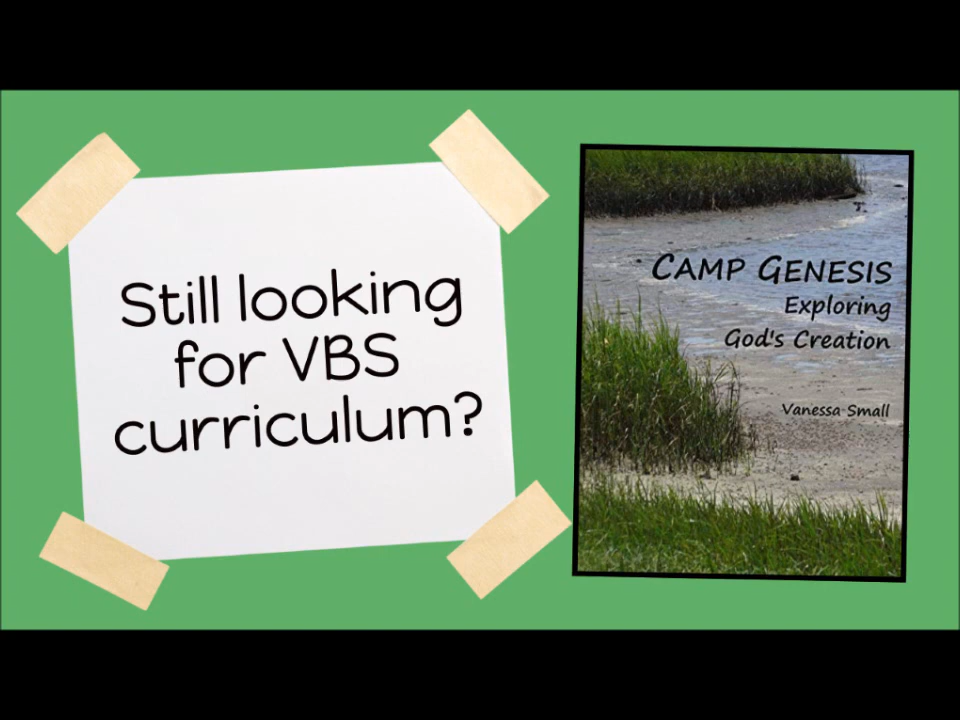 Still looking
for VBS
curriculum?
CAMP GENESIS
Exploring
God's Creation
Vanessa Small